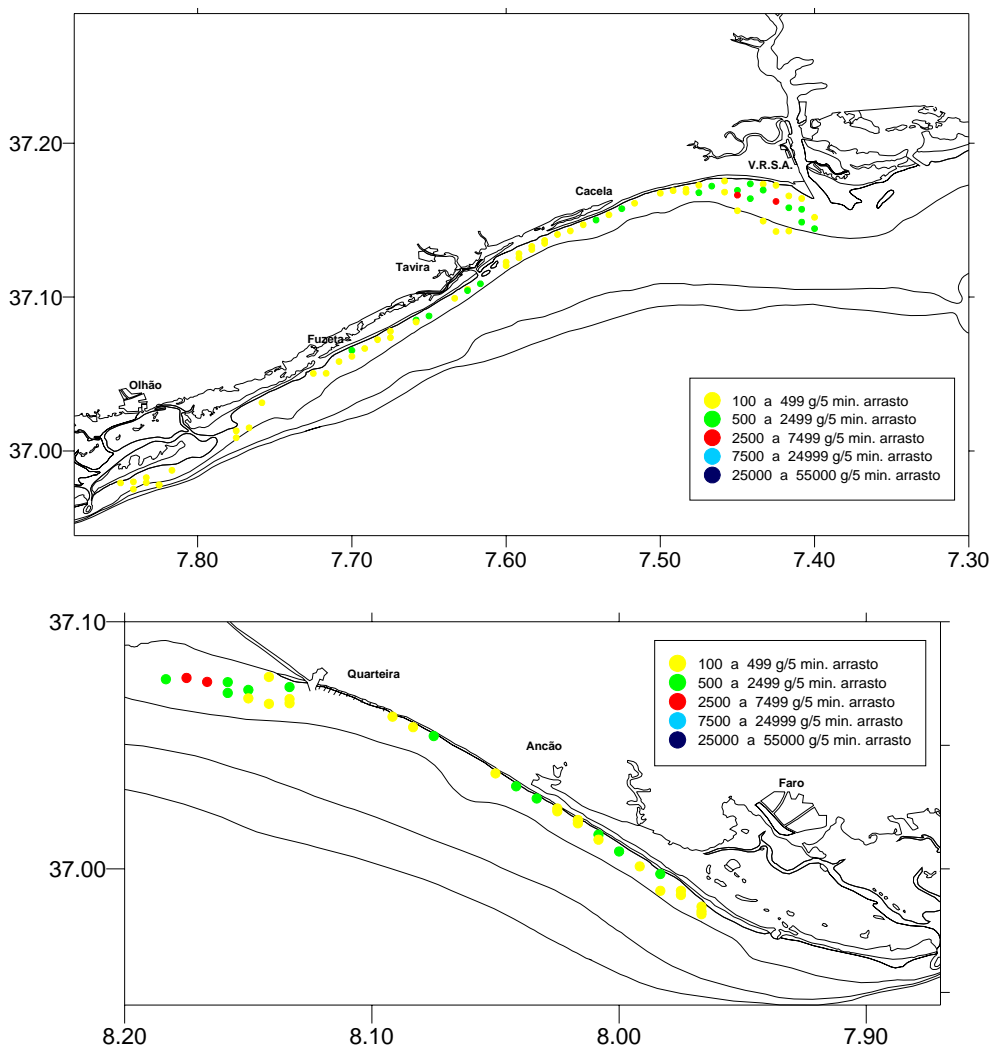 37.20
V.R.S.A.
Cacela
37.10
Tavira
Fuzeta
Olhão
37.00
100 a 499 g/5 min. arrasto
500 a 2499 g/5 min. arrasto
2500 a 7499 g/5 min. arrasto
7500 a 24999 g/5 min. arrasto
25000 a 55000 g/5 min. arrasto
7.80 7.70 7.60 7.50 7.40 7.30
37.10
Quarteira
100 a 499 g/5 min. arrasto
500 a 2499 g/5 min. arrasto
2500 a 7499 g/5 min. arrasto
7500 a 24999 g/5 min. arrasto
25000 a 55000 g/5 min. arrasto
Ancão
Faro
37.00
8.20 8.10 8.00 7.90